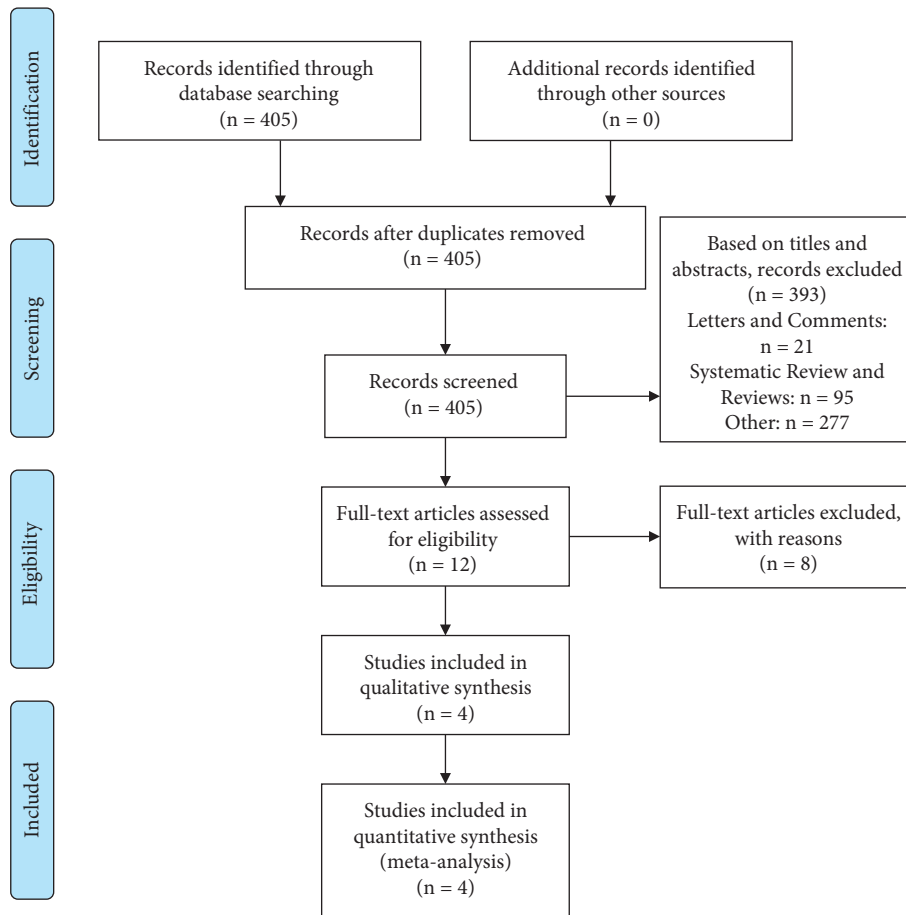 Identification
Records identified through
database searching
(n = 405)
Additional records identified
through other sources
(n = 0)
Records after duplicates removed
(n = 405)
Screening
Records screened
(n = 405)
Based on titles and
abstracts, records excluded
(n = 393)
Letters and Comments:
n = 21
Systematic Review and
Reviews: n = 95
Other: n = 277
Eligibility
Full-text articles assessed
for eligibility
(n = 12)
Full-text articles excluded,
with reasons
(n = 8)
Studies included in
qualitative synthesis
(n = 4)
Included
Studies included in
quantitative synthesis
(meta-analysis)
(n = 4)